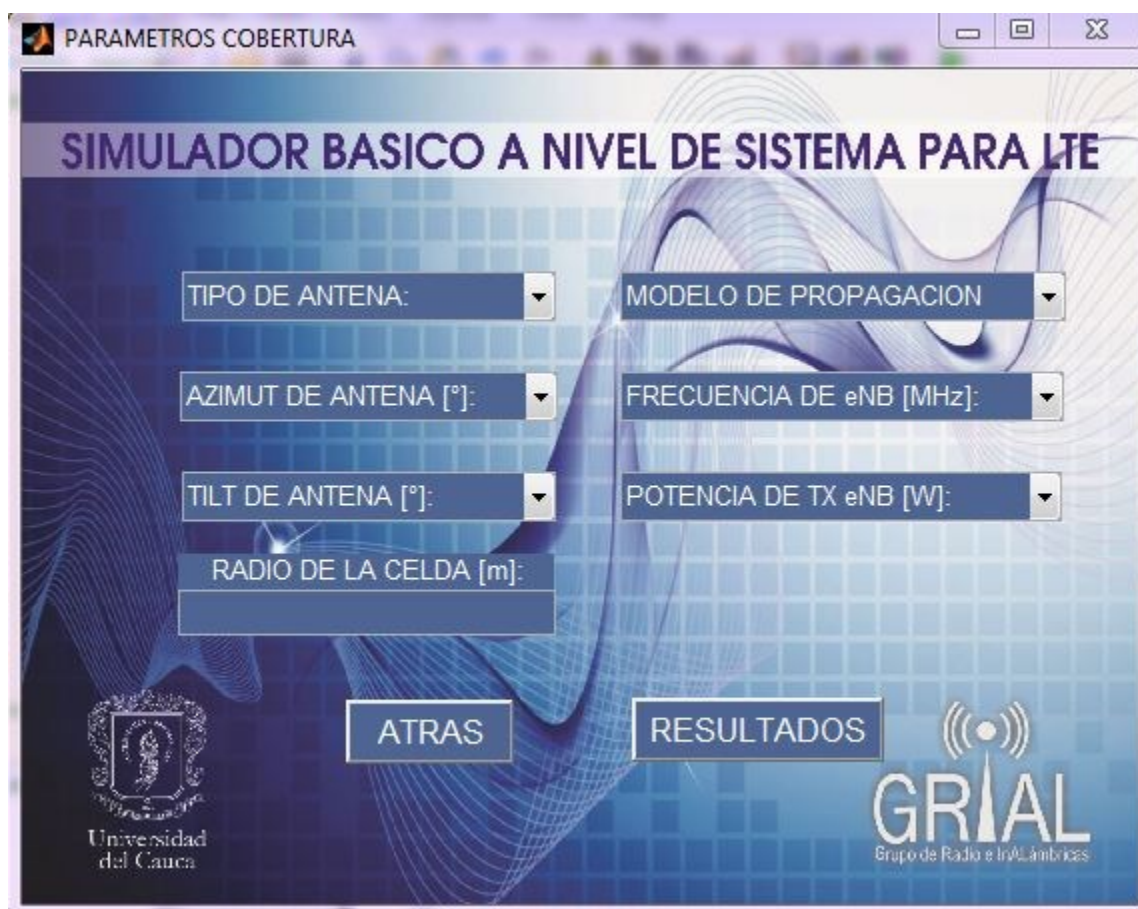 PARAMETROS COBERTURA
SIMULADOR BASICO A NIVEL DE SISTEMA PARA LTE
TIPO DE ANTENA:
MODELO DE PROPAGACION
AZIMUT DE ANTENA [°]:
FRECUENCIA DE eNB [MHz]:
TILT DE ANTENA [°]:
POTENCIA DE TX eNB [W]:
RADIO DE LA CELDA [m]:
ATRAS
RESULTADOS
Universidad
del Cauca
GRIAL
Grupo de Radio e InALámbricas